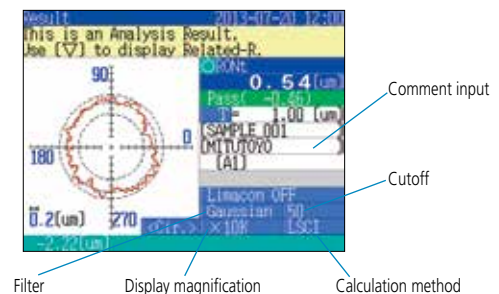 Result 2013-07-20 12:00
This is an Analysis Result.
Use [▽] to display Related-R.
RONt
0.54(um)
Pass( -0.46)
1.00 (um)
(SAMPLE 001
(MITUTOYO )
[A1]
90
180
0
270
0.2(um)
<Cir.>
-2.22(um)
Limacon OFF
Gaussian 50
×10K LSCI
Comment input
Cutoff
Filter
Display magnification
Calculation method